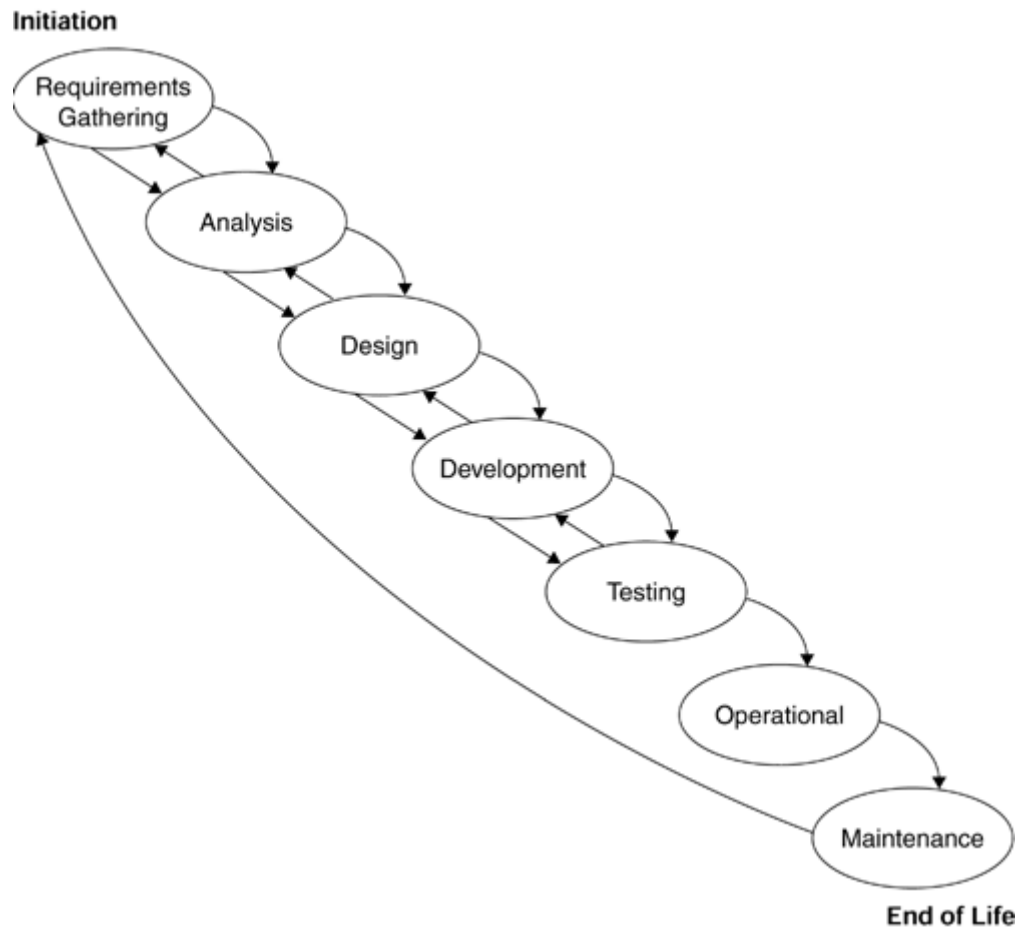 Initiation
Requirements
Gathering
Analysis
Design
Development
Testing
Operational
Maintenance
End of Life